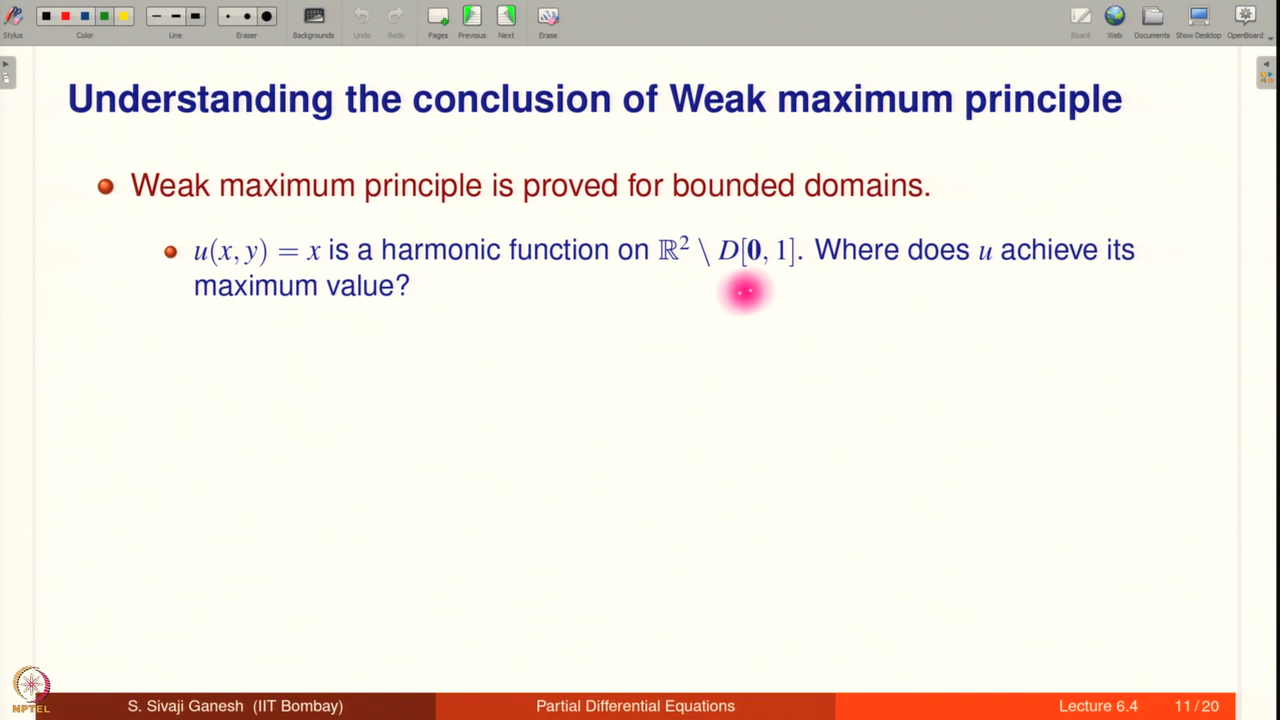 Stylus Color Line Eraser Backgrounds Undo Redo Pages Previous Next Erase Board Web Documents Show Desktop OpenBoard
Understanding the conclusion of Weak maximum principle
Weak maximum principle is proved for bounded domains.
u(x, y) = x is a harmonic function on ℝ² \ D[0, 1]. Where does u achieve its
maximum value?
NPTEL
S. Sivaji Ganesh (IIT Bombay) Partial Differential Equations Lecture 6.4 11 / 20